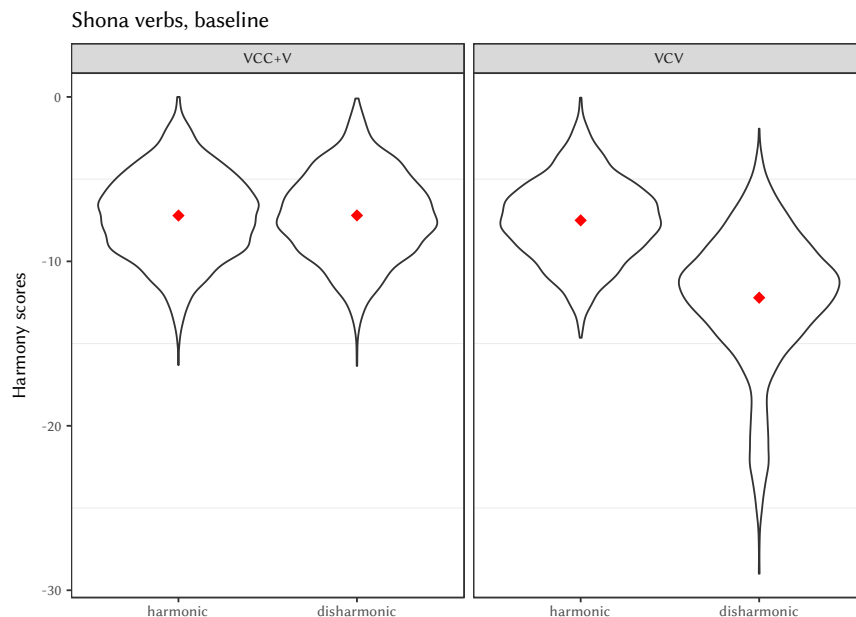 Shona verbs, baseline
VCC+V
VCV
Harmony scores
0
-10
-20
-30
harmonic
disharmonic
harmonic
disharmonic